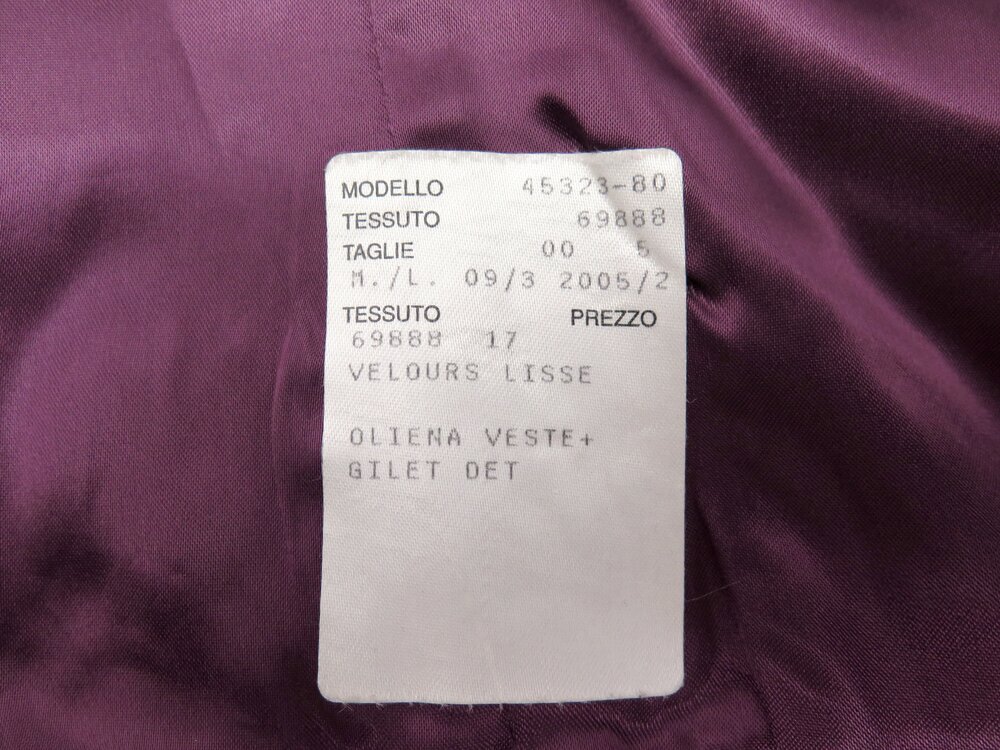 MODELLO 45323-80
TESSUTO 69888
TAGLIE 00 5
M./L. 09/3 2005/2
TESSUTO PREZZO
69888 17
VELOURS LISSE
OLIENA VESTE+
GILET DET